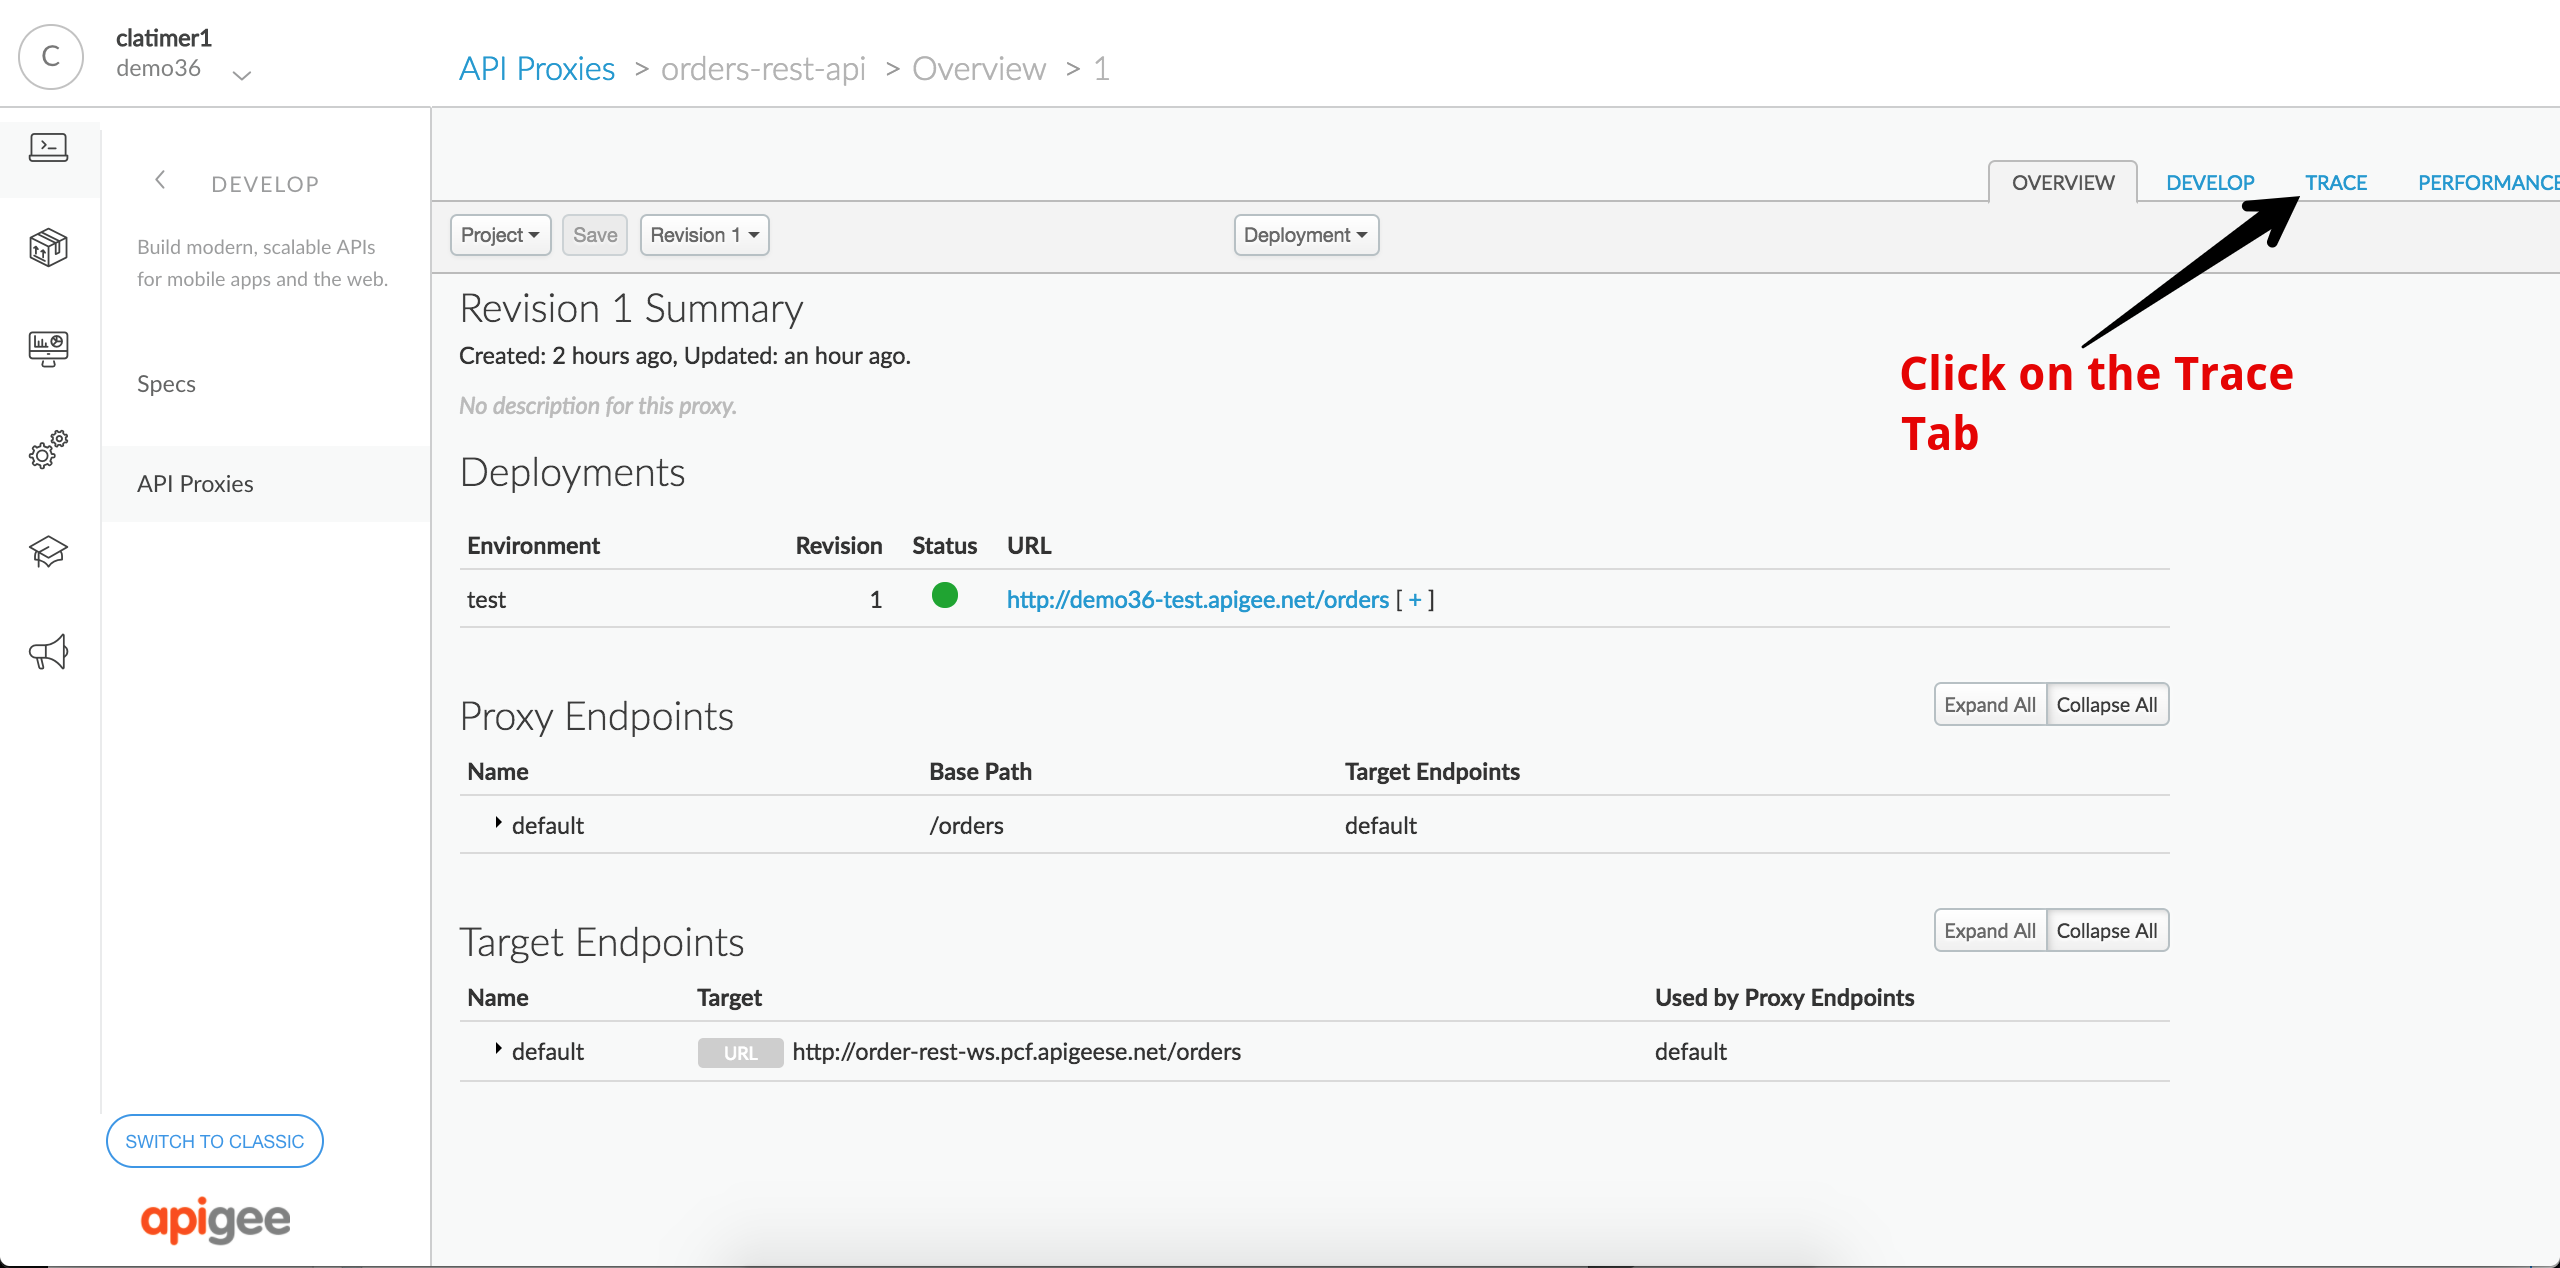 C
clatimer1
demo36
API Proxies > orders-rest-api > Overview > 1
DEVELOP
Build modern, scalable APIs
for mobile apps and the web.
Specs
API Proxies
SWITCH TO CLASSIC
apigee
OVERVIEW DEVELOP TRACE PERFORMANCE
Project Save Revision 1 Deployment
Click on the Trace
Tab
Revision 1 Summary
Created: 2 hours ago, Updated: an hour ago.
No description for this proxy.
Deployments
Environment Revision Status URL
test 1 http://demo36-test.apigee.net/orders [ + ]
Proxy Endpoints
Expand All Collapse All
Name Base Path Target Endpoints
default /orders default
Target Endpoints
Expand All Collapse All
Name Target Used by Proxy Endpoints
default URL http://order-rest-ws.pcf.apigeese.net/orders default